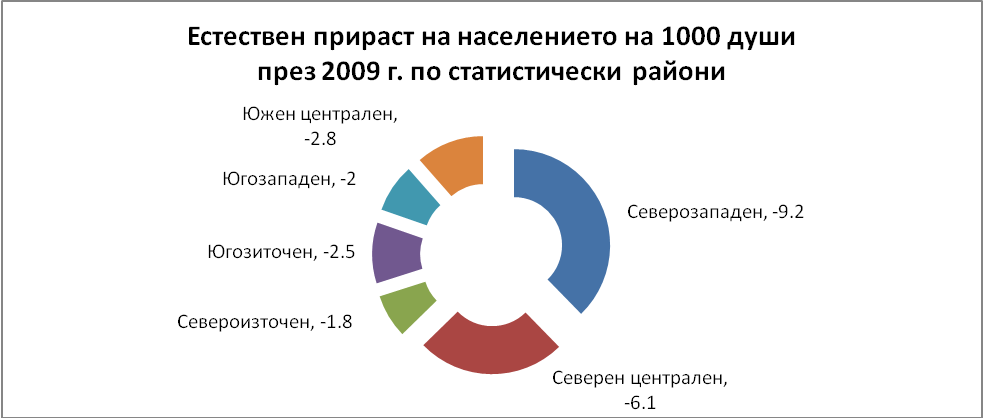 Естествен прираст на населението на 1000 души
през 2009 г. по статистически райони
Южен централен,
-2.8
Югозападен, -2
Северозападен, -9.2
Югозиточен, -2.5
Североизточен, -1.8
Северен централен,
-6.1